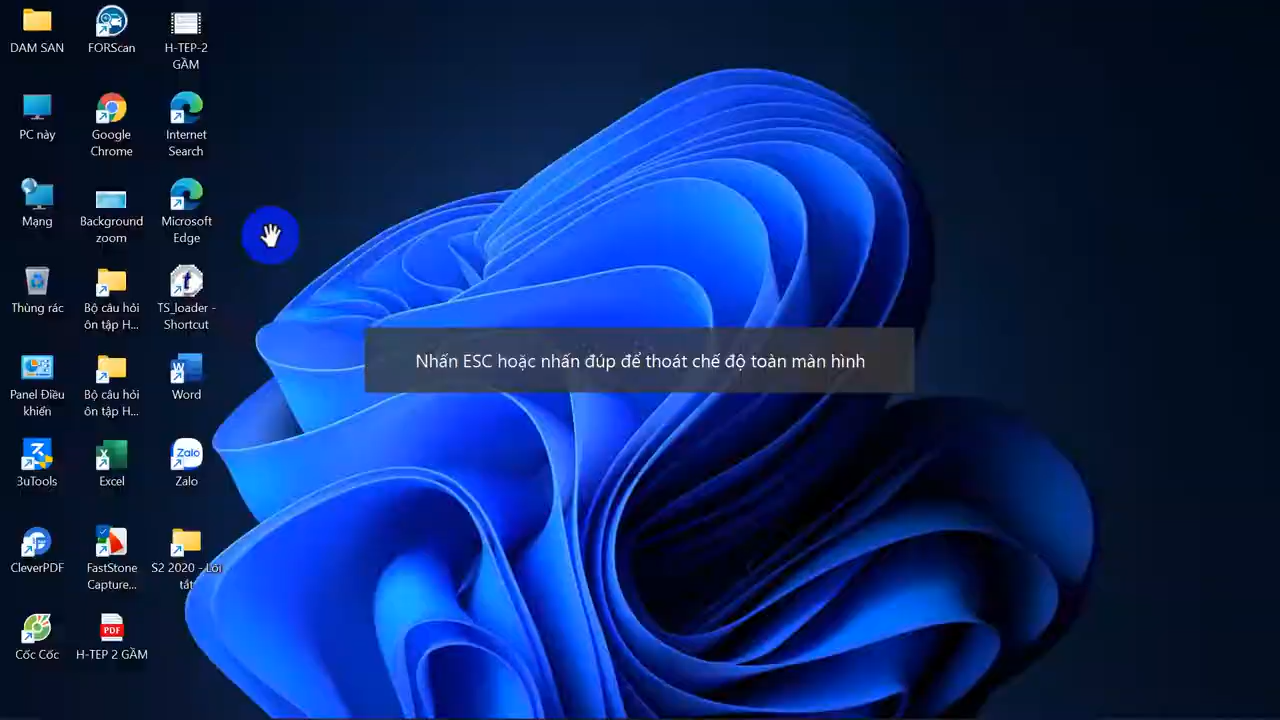 DAM SAN
FORScan
H-TEP-2
GẦM
PC này
Google
Chrome
Internet
Search
Mạng
Background
zoom
Microsoft
Edge
Thùng rác
Bộ câu hỏi
ôn tập H...
TS_loader -
Shortcut
Panel Điều
khiển
Bộ câu hỏi
ôn tập H...
Word
3uTools
Excel
Zalo
CleverPDF
FastStone
Capture...
S2 2020 - Lối
tắt
Cốc Cốc
H-TEP 2 GẦM
Nhấn ESC hoặc nhấn đúp để thoát chế độ toàn màn hình